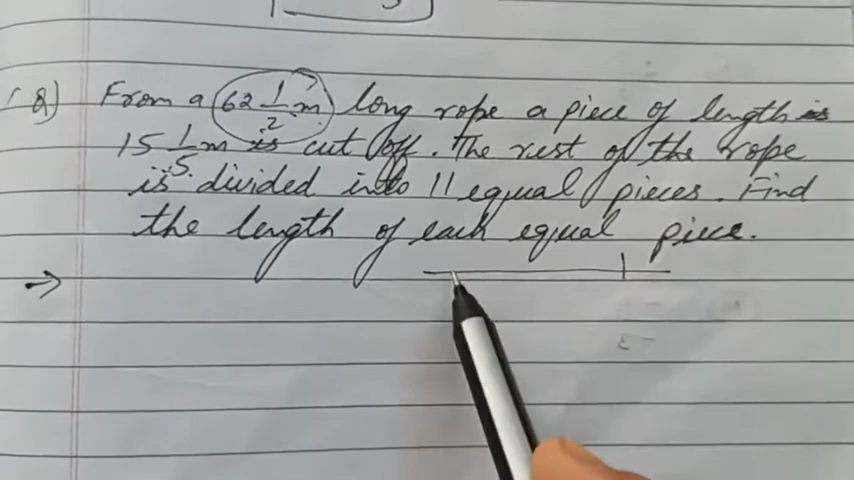 Q) From a 62 1/2 m long rope a piece of length is
15 1/5 m is cut off. The rest of the rope
is divided into 11 equal pieces. Find
the length of each equal piece.
→